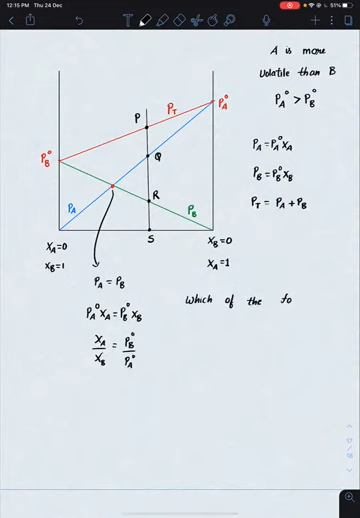 12:15 PM Thu 24 Dec
51%
A is more
volatile than B
P_A° > P_B°
P
P_T
P_A°
Q
P_B°
P_A = P_A° X_A
P_B = P_B° X_B
P_T = P_A + P_B
R
P_A
P_B
S
X_A=0
X_B=0
X_B=1
X_A=1
P_A = P_B
P_A° X_A = P_B° X_B
X_A / X_B = P_B° / P_A°
Which of the fo
17
18